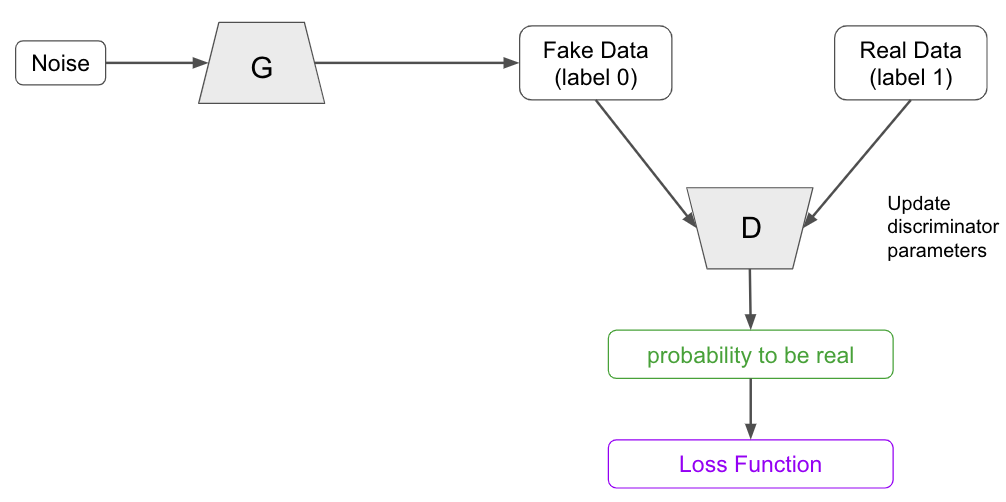 Noise
G
Fake Data
(label 0)
Real Data
(label 1)
D
Update
discriminator
parameters
probability to be real
Loss Function